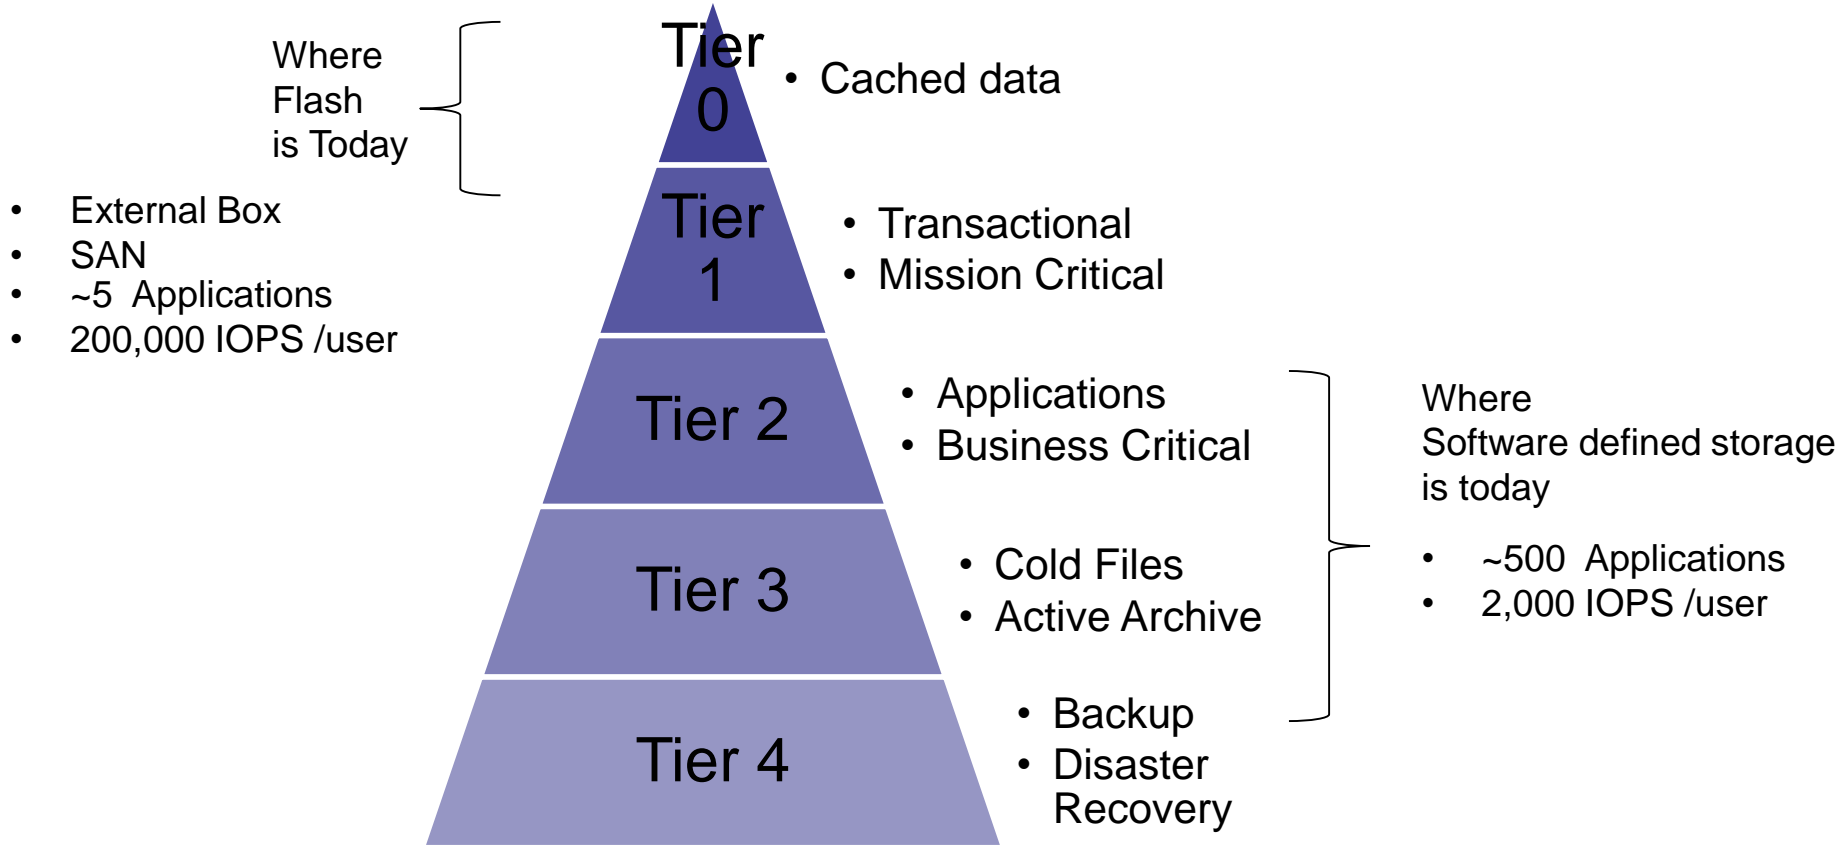 Where
Flash
is Today
• External Box
• SAN
• ~5 Applications
• 200,000 IOPS /user
Tier
0
• Cached data
Tier
1
• Transactional
• Mission Critical
Tier 2
• Applications
• Business Critical
Tier 3
• Cold Files
• Active Archive
Tier 4
• Backup
• Disaster
Recovery
Where
Software defined storage
is today
• ~500 Applications
• 2,000 IOPS /user